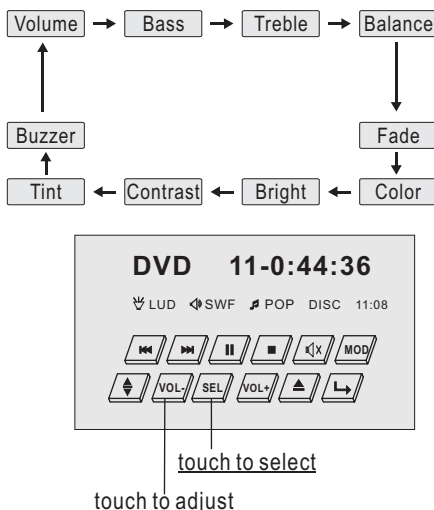 Volume Bass Treble Balance
Buzzer Fade
Tint Contrast Bright Color
DVD 11-0:44:36
LUD SWF POP DISC 11:08
X MOD
VOL- SEL VOL+
touch to select
touch to adjust